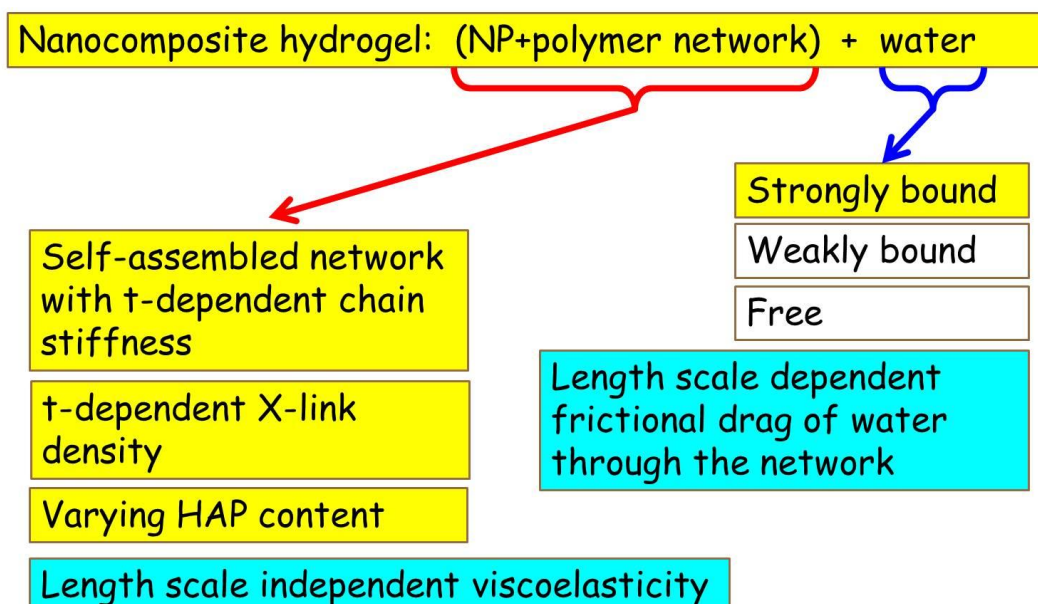 Nanocomposite hydrogel: (NP+polymer network) + water
Self-assembled network
with t-dependent chain
stiffness
t-dependent X-link
density
Varying HAP content
Length scale independent viscoelasticity
Strongly bound
Weakly bound
Free
Length scale dependent
frictional drag of water
through the network